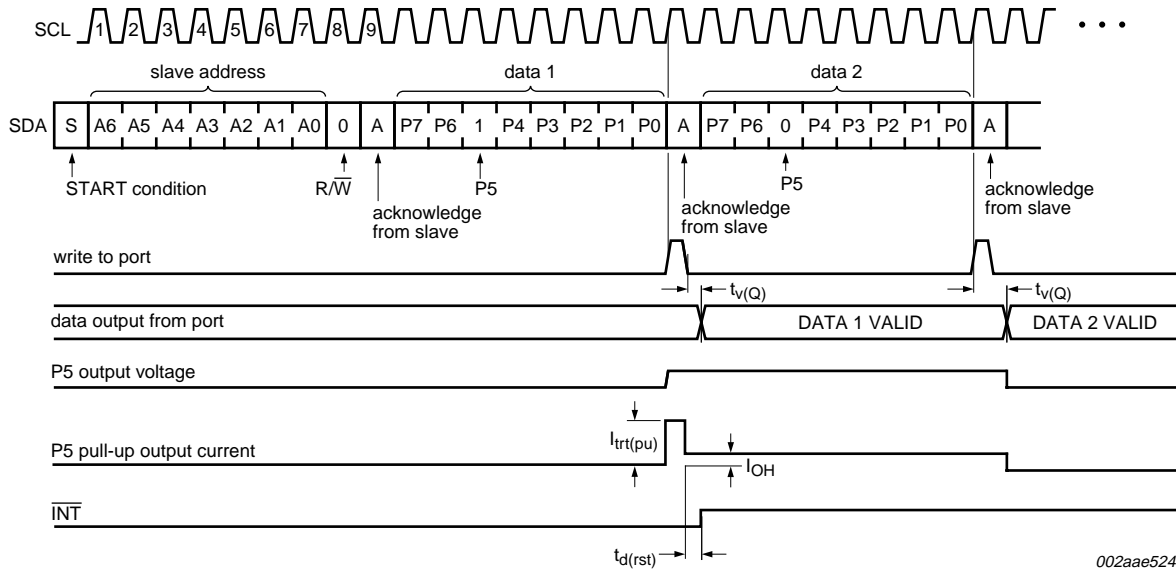 SCL 1 2 3 4 5 6 7 8 9
slave address data 1 data 2
SDA S A6 A5 A4 A3 A2 A1 A0 0 A P7 P6 1 P4 P3 P2 P1 P0 A P7 P6 0 P4 P3 P2 P1 P0 A
START condition R/W̅ P5 P5
acknowledge from slave
acknowledge from slave
acknowledge from slave
write to port
tv(Q) tv(Q)
data output from port DATA 1 VALID DATA 2 VALID
P5 output voltage
P5 pull-up output current Itrt(pu) IOH
I̅N̅T̅
td(rst)
002aae524